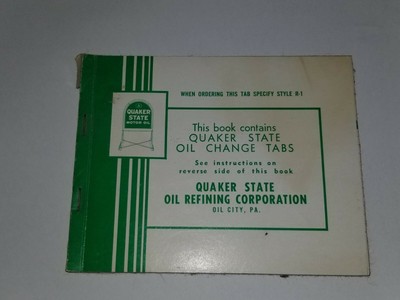 WHEN ORDERING THIS TAB SPECIFY STYLE R-1
QUAKER
STATE
MOTOR OIL
This book contains
QUAKER STATE
OIL CHANGE TABS
See instructions on
reverse side of this book
QUAKER STATE
OIL REFINING CORPORATION
OIL CITY, PA.